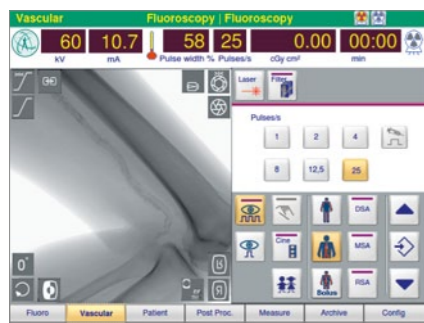 Vascular Fluoroscopy | Fluoroscopy
60 10.7 58 25 0.00 00:00
kV mA Pulse width % Pulses/s cGy cm² min
Laser Filter
Pulses/s
1 2 4
8 12,5 25
DSA
Cine MSA
Bolus RSA
0°
Fluoro Vascular Patient Post Proc. Measure Archive Config